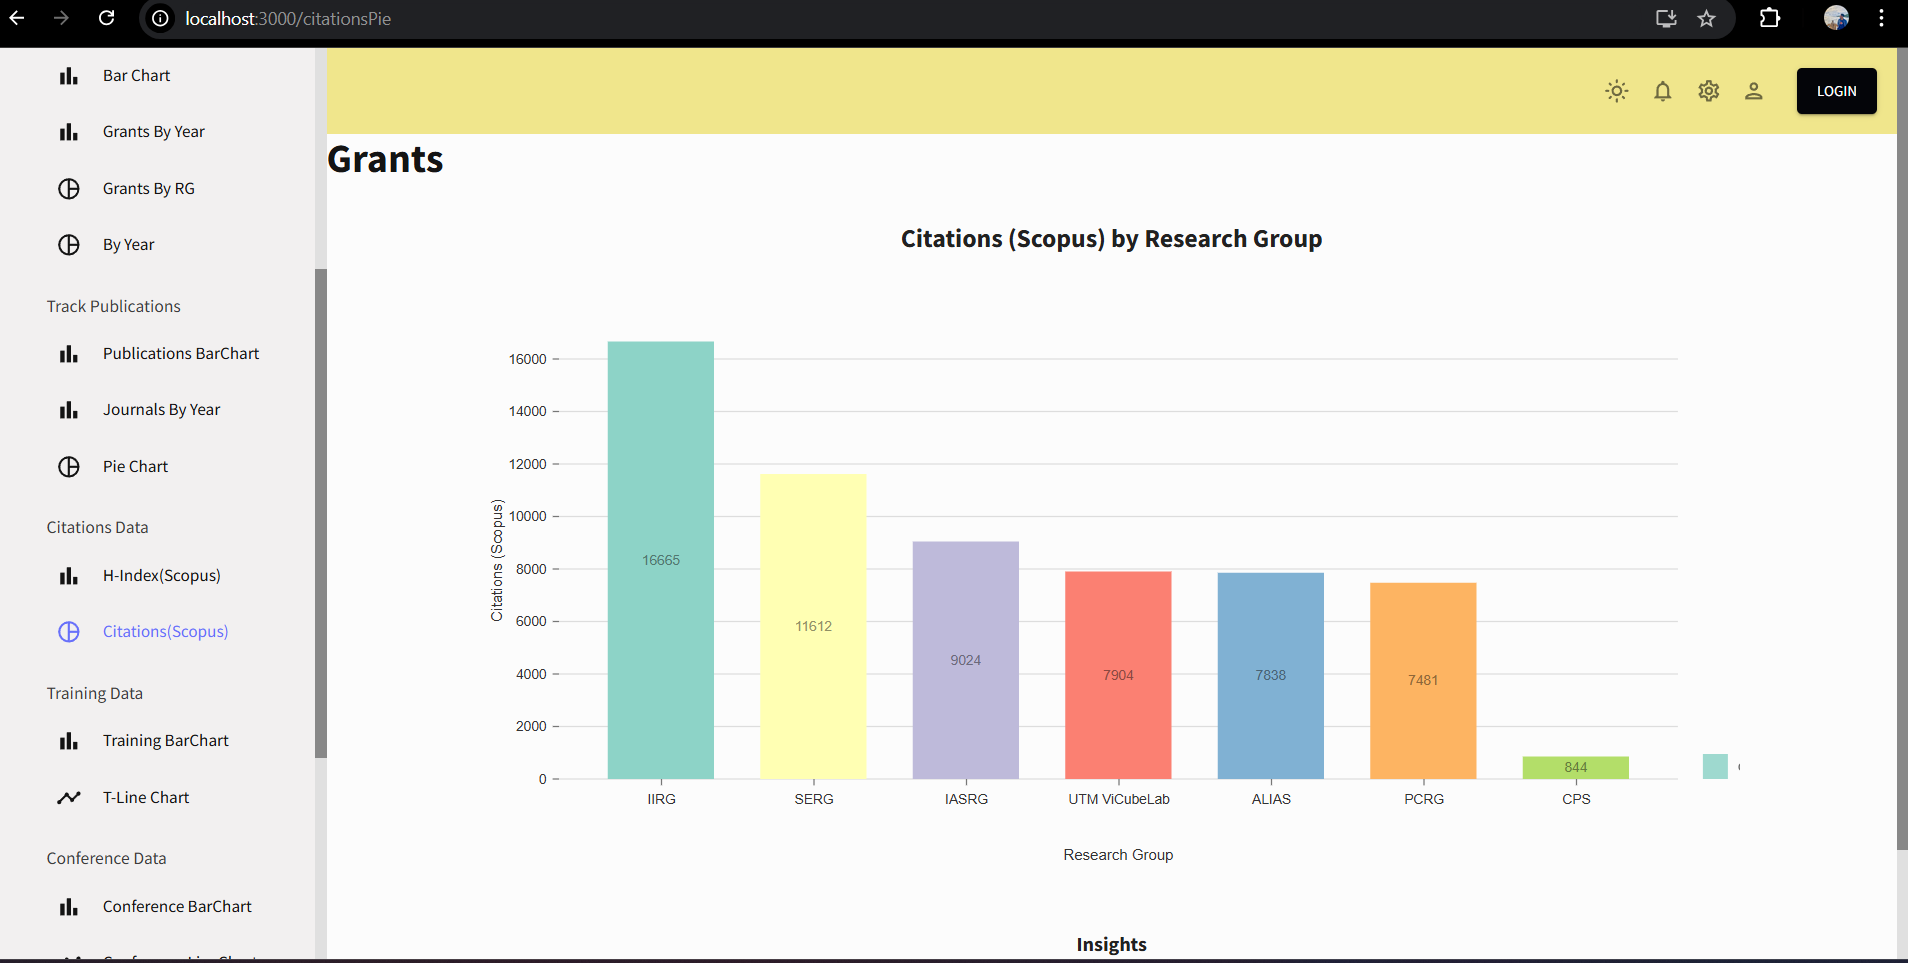 localhost:3000/citationsPie
Bar Chart
Grants By Year
Grants By RG
By Year
Track Publications
Publications BarChart
Journals By Year
Pie Chart
Citations Data
H-Index(Scopus)
Citations(Scopus)
Training Data
Training BarChart
T-Line Chart
Conference Data
Conference BarChart
LOGIN
Grants
Citations (Scopus) by Research Group
Citations (Scopus)
16000
14000
12000
10000
8000
6000
4000
2000
0
16665
11612
9024
7904
7838
7481
844
IIRG
SERG
IASRG
UTM ViCubeLab
ALIAS
PCRG
CPS
Research Group
Insights